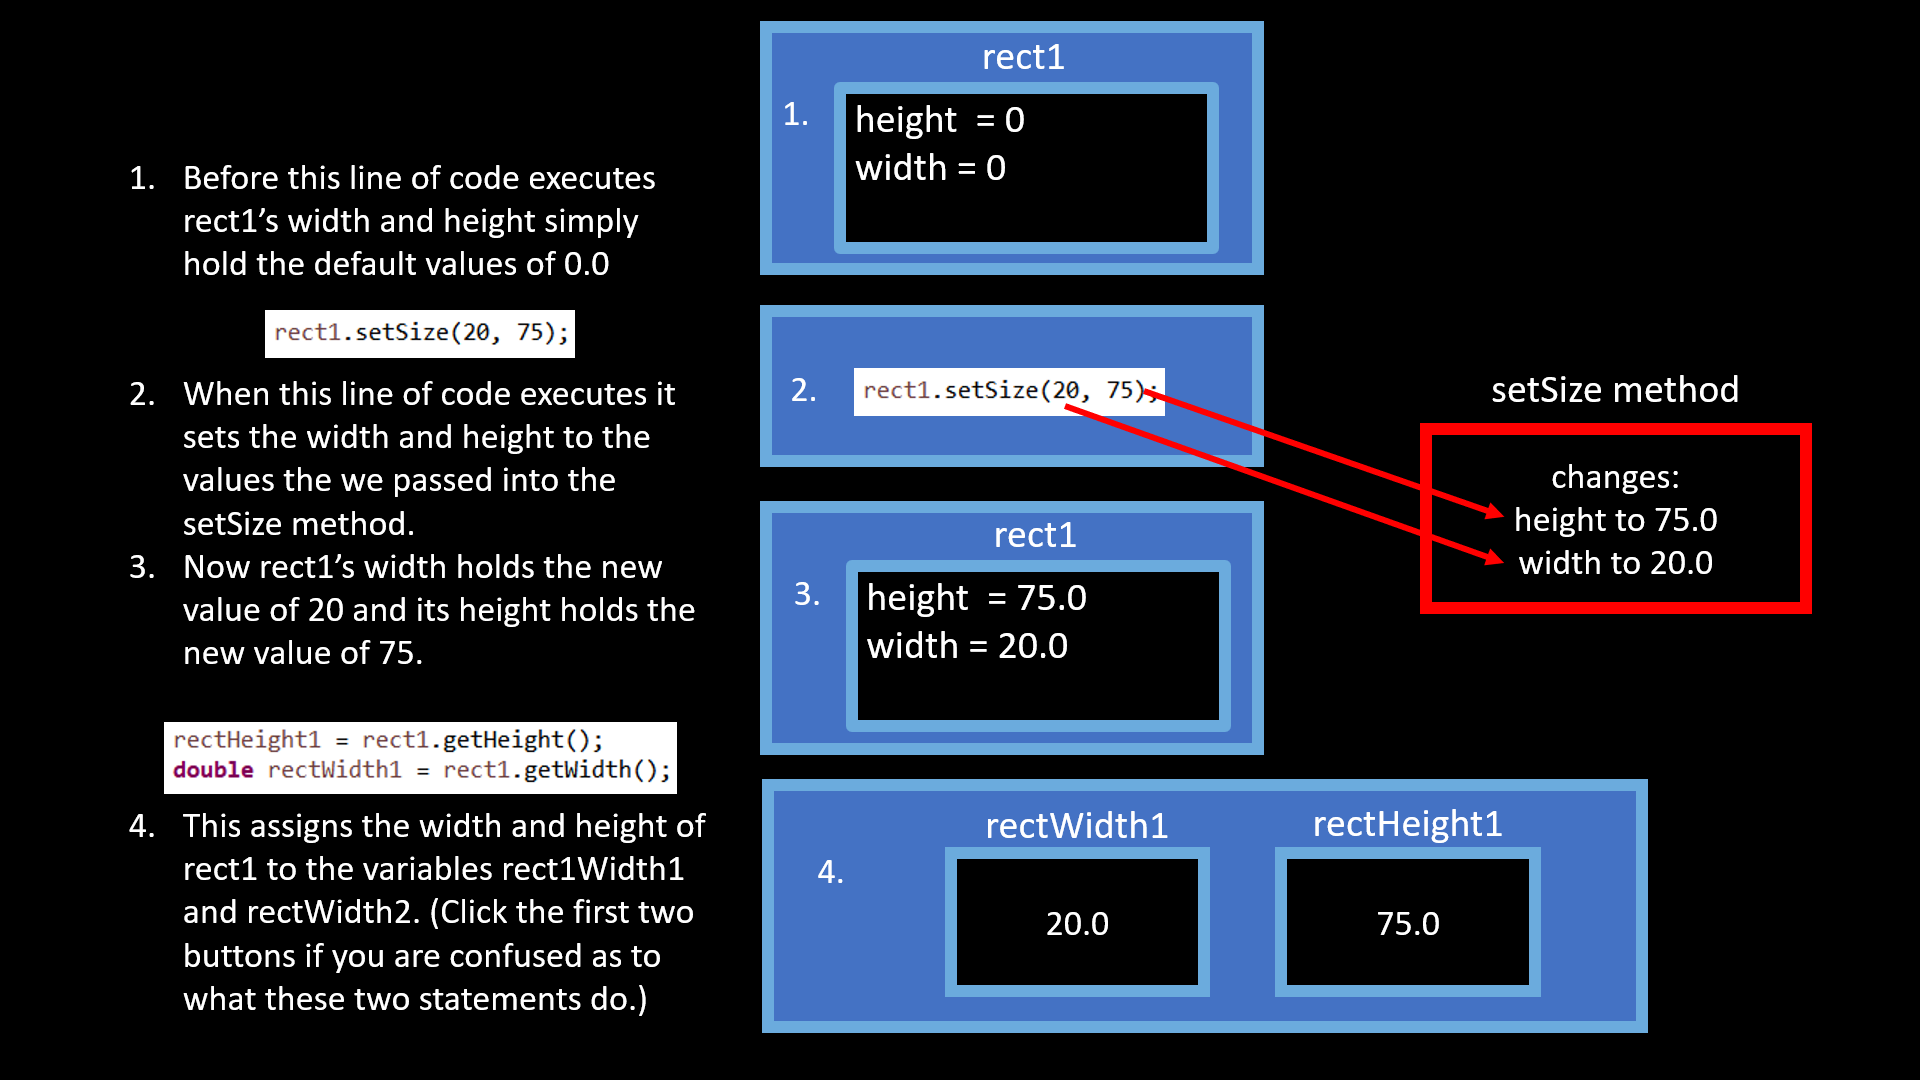 1. Before this line of code executes
rect1’s width and height simply
hold the default values of 0.0
rect1.setSize(20, 75);
2. When this line of code executes it
sets the width and height to the
values the we passed into the
setSize method.
3. Now rect1’s width holds the new
value of 20 and its height holds the
new value of 75.
rectHeight1 = rect1.getHeight();
double rectWidth1 = rect1.getWidth();
4. This assigns the width and height of
rect1 to the variables rect1Width1
and rectWidth2. (Click the first two
buttons if you are confused as to
what these two statements do.)
rect1
1.
height = 0
width = 0
2.
rect1.setSize(20, 75);
setSize method
changes:
height to 75.0
width to 20.0
rect1
3.
height = 75.0
width = 20.0
4.
rectWidth1
20.0
rectHeight1
75.0